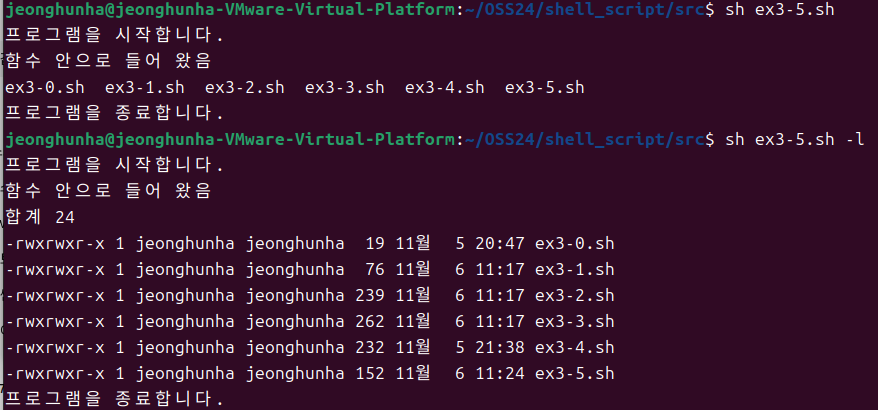 jeonghunha@jeonghunha-VMware-Virtual-Platform:~/OSS24/shell_script/src$ sh ex3-5.sh
프로그램을 시작합니다.
함수 안으로 들어 왔음
ex3-0.sh  ex3-1.sh  ex3-2.sh  ex3-3.sh  ex3-4.sh  ex3-5.sh
프로그램을 종료합니다.
jeonghunha@jeonghunha-VMware-Virtual-Platform:~/OSS24/shell_script/src$ sh ex3-5.sh -l
프로그램을 시작합니다.
함수 안으로 들어 왔음
합계 24
-rwxrwxr-x 1 jeonghunha jeonghunha  19 11월  5 20:47 ex3-0.sh
-rwxrwxr-x 1 jeonghunha jeonghunha  76 11월  6 11:17 ex3-1.sh
-rwxrwxr-x 1 jeonghunha jeonghunha 239 11월  6 11:17 ex3-2.sh
-rwxrwxr-x 1 jeonghunha jeonghunha 262 11월  6 11:17 ex3-3.sh
-rwxrwxr-x 1 jeonghunha jeonghunha 232 11월  5 21:38 ex3-4.sh
-rwxrwxr-x 1 jeonghunha jeonghunha 152 11월  6 11:24 ex3-5.sh
프로그램을 종료합니다.